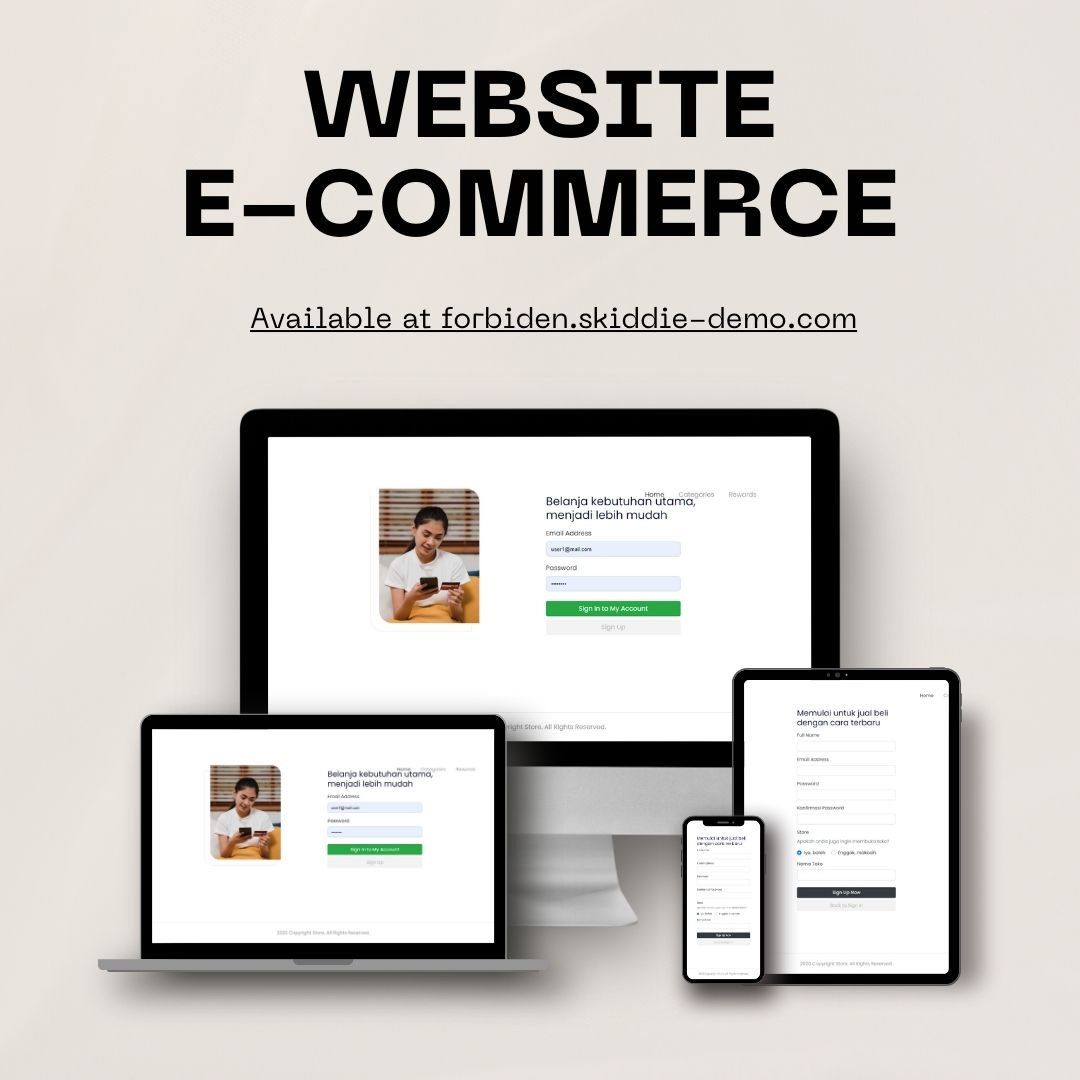 WEBSITE
E-COMMERCE
Available at forbiden.skiddie-demo.com
Home Categories Rewards
Belanja kebutuhan utama,
menjadi lebih mudah
Email Address
user1@mail.com
Password
Sign In to My Account
Sign Up
Store. All Rights Reserved.
Home Categories Rewards
Belanja kebutuhan utama,
menjadi lebih mudah
Email Address
user1@mail.com
Password
Sign In to My Account
Sign Up
2020 Copyright Store. All Rights Reserved.
Home
Memulai untuk jual beli
dengan cara terbaru
Full Name
Email Address
Password
Konfirmasi Password
Store
Apakah anda juga ingin membuka toko?
Iya, boleh Enggak, makasih
Nama Toko
Sign Up Now
Back to Sign In
2020 Copyright Store. All Rights Reserved.
Memulai untuk jual beli
dengan cara terbaru
Sign Up Now